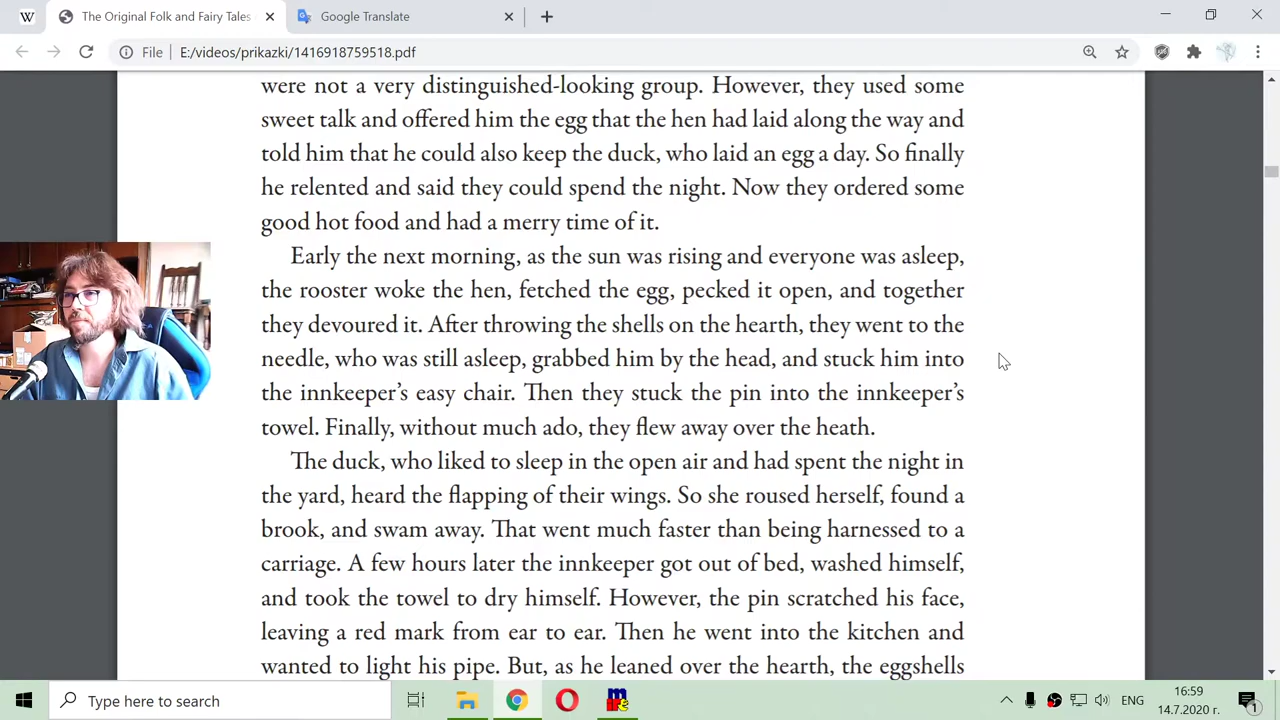 The Original Folk and Fairy Tales
Google Translate
File E:/videos/prikazki/1416918759518.pdf
were not a very distinguished-looking group. However, they used some
sweet talk and offered him the egg that the hen had laid along the way and
told him that he could also keep the duck, who laid an egg a day. So finally
he relented and said they could spend the night. Now they ordered some
good hot food and had a merry time of it.
Early the next morning, as the sun was rising and everyone was asleep,
the rooster woke the hen, fetched the egg, pecked it open, and together
they devoured it. After throwing the shells on the hearth, they went to the
needle, who was still asleep, grabbed him by the head, and stuck him into
the innkeeper’s easy chair. Then they stuck the pin into the innkeeper’s
towel. Finally, without much ado, they flew away over the heath.
The duck, who liked to sleep in the open air and had spent the night in
the yard, heard the flapping of their wings. So she roused herself, found a
brook, and swam away. That went much faster than being harnessed to a
carriage. A few hours later the innkeeper got out of bed, washed himself,
and took the towel to dry himself. However, the pin scratched his face,
leaving a red mark from ear to ear. Then he went into the kitchen and
wanted to light his pipe. But, as he leaned over the hearth, the eggshells
Type here to search
ЕНГ
16:59
14.7.2020 г.
1